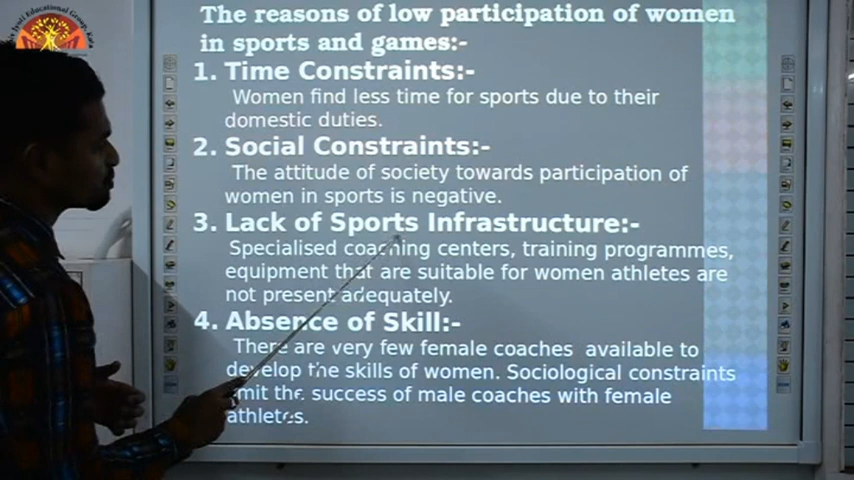 The reasons of low participation of women
in sports and games:-
1. Time Constraints:-
Women find less time for sports due to their
domestic duties.
2. Social Constraints:-
The attitude of society towards participation of
women in sports is negative.
3. Lack of Sports Infrastructure:-
Specialised coaching centers, training programmes,
equipment that are suitable for women athletes are
not present adequately.
4. Absence of Skill:-
There are very few female coaches available to
develop the skills of women. Sociological constraints
the success of male coaches with female
athletes.